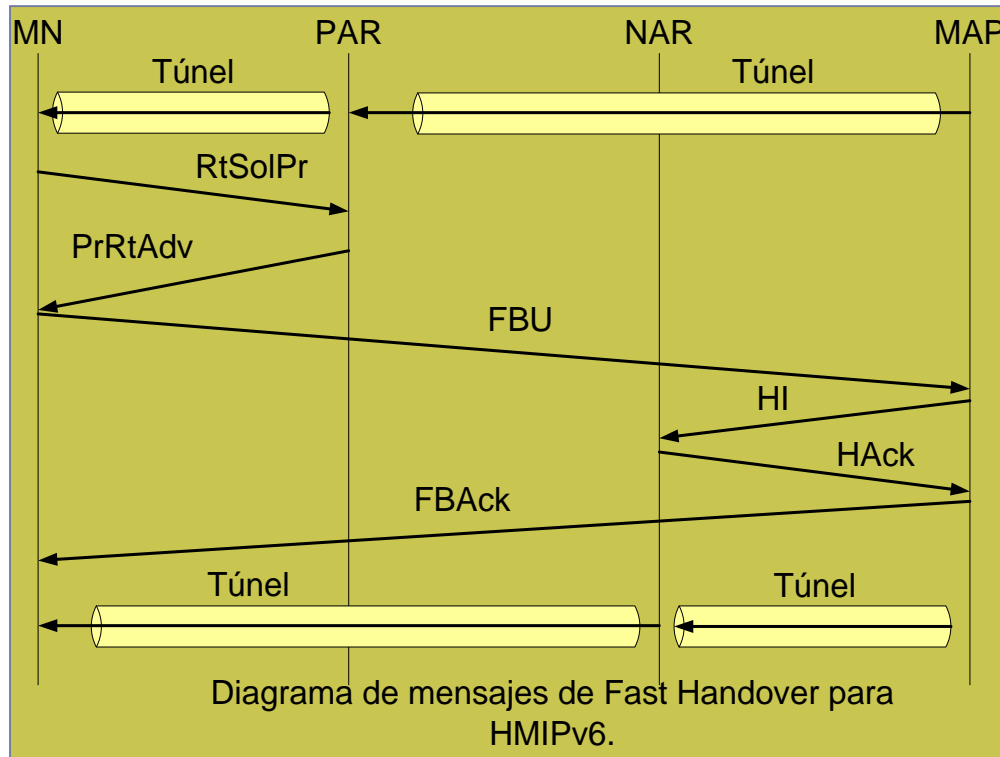 MN PAR NAR MAP
Túnel Túnel
RtSolPr
PrRtAdv
FBU
HI
HAck
FBAck
Túnel Túnel
Diagrama de mensajes de Fast Handover para
HMIPv6.